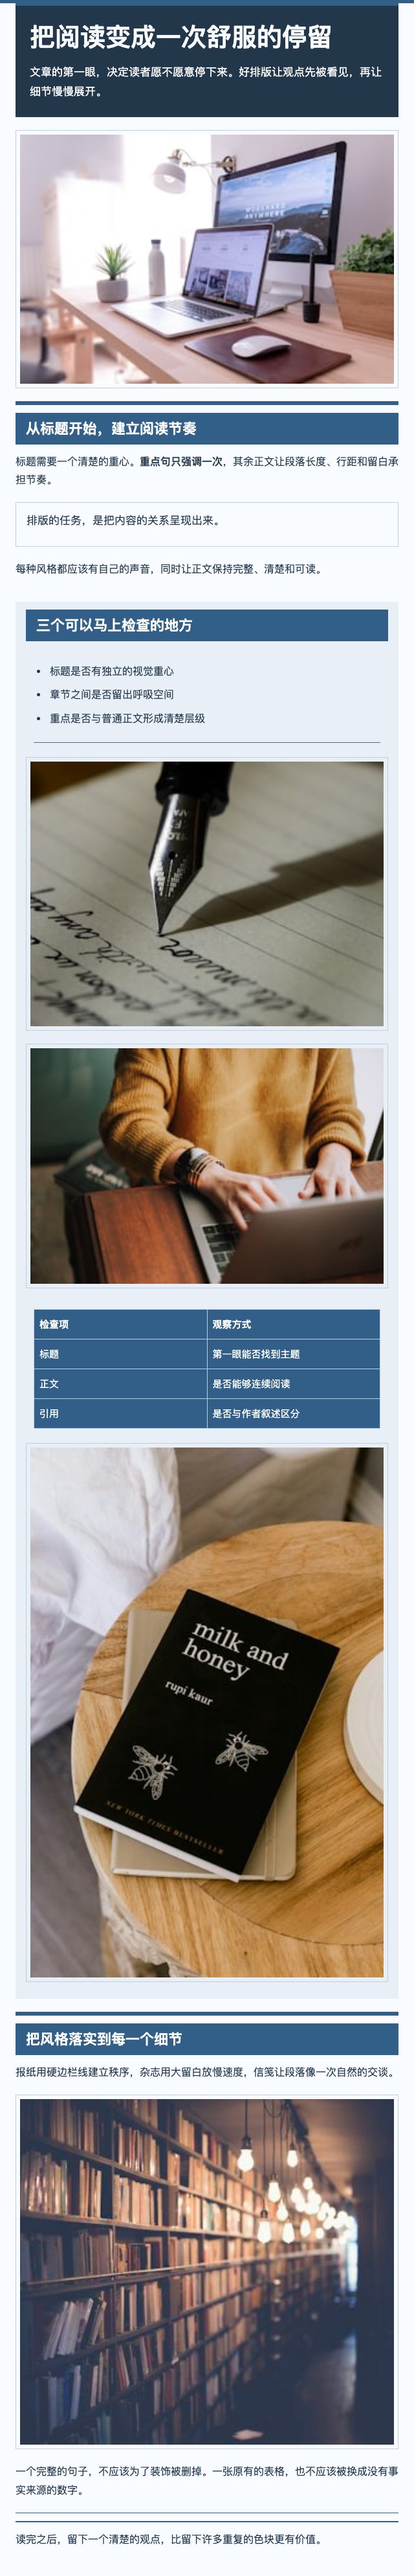 把阅读变成一次舒服的停留
文章的第一眼，决定读者愿不愿意停下来。好排版让观点先被看见，再让
细节慢慢展开。
从标题开始，建立阅读节奏
标题需要一个清楚的重心。重点句只强调一次，其余正文让段落长度、行距和留白承
担节奏。
排版的任务，是把内容的关系呈现出来。
每种风格都应该有自己的声音，同时让正文保持完整、清楚和可读。
三个可以马上检查的地方
标题是否有独立的视觉重心
章节之间是否留出呼吸空间
重点是否与普通正文形成清楚层级
检查项 观察方式
标题 第一眼能否找到主题
正文 是否能够连续阅读
引用 是否与作者叙述区分
milk and
honey
rupi kaur
NEW YORK TIMES BESTSELLER
把风格落实到每一个细节
报纸用硬边栏线建立秩序，杂志用大留白放慢速度，信笺让段落像一次自然的交谈。
一个完整的句子，不应该为了装饰被删掉。一张原有的表格，也不应该被换成没有事
实来源的数字。
读完之后，留下一个清楚的观点，比留下许多重复的色块更有价值。